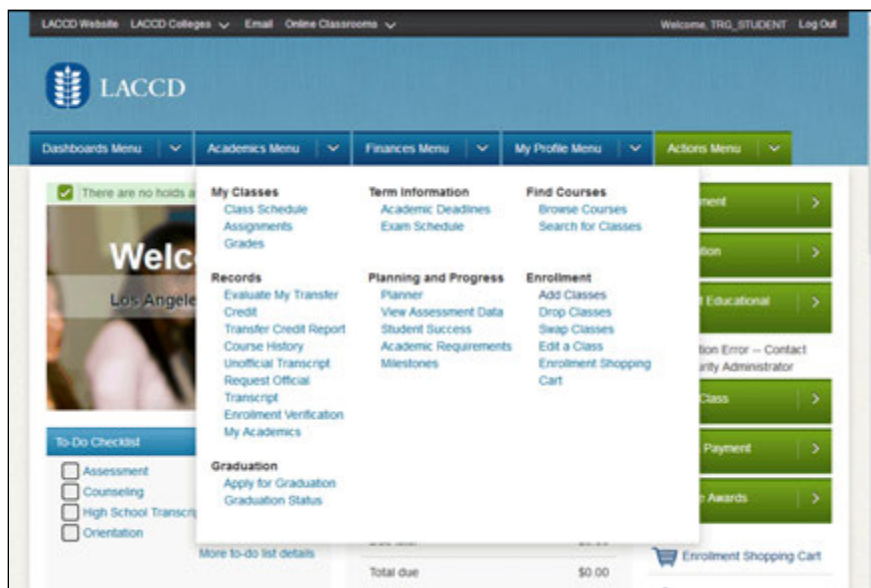 LACCD Website LACCD Colleges Email Online Classrooms Welcome, TRG_STUDENT Log Out
LACCD
Dashboards Menu Academics Menu Finances Menu My Profile Menu Actions Menu
There are no holds
My Classes
Class Schedule
Assignments
Grades
Term Information
Academic Deadlines
Exam Schedule
Find Courses
Browse Courses
Search for Classes
Records
Evaluate My Transfer
Credit
Transfer Credit Report
Course History
Unofficial Transcript
Request Official
Transcript
Enrollment Verification
My Academics
Planning and Progress
Planner
View Assessment Data
Student Success
Academic Requirements
Milestones
Enrollment
Add Classes
Drop Classes
Swap Classes
Edit a Class
Enrollment Shopping
Cart
Graduation
Apply for Graduation
Graduation Status
Welc
Los Angele
Educational
Error -- Contact
Administrator
Class
Payment
Awards
To-Do Checklist
Assessment
Counseling
High School Transcrip
Orientation
More to-do list details
Total due $0.00
Enrollment Shopping Cart